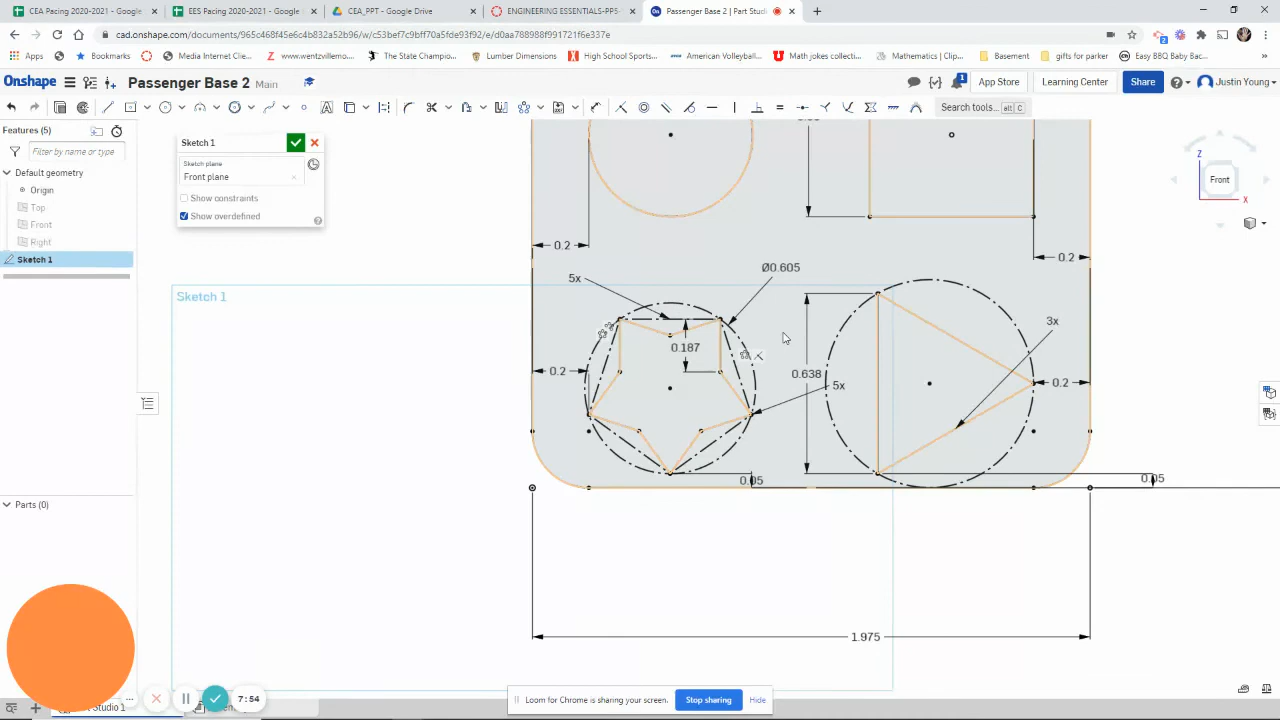 CEA Pacing 2020-2021 - Google
EES Pacing 2020-2021 - Google
CEA_PPT - Google Drive
ENGINEERING ESSENTIALS-PPS-
Passenger Base 2 | Part Studi
cad.onshape.com/documents/965c468f45e6c4b832a52b96/w/c53bef7c9bff70a5fde93f92/e/d0aa788988f991721f6e337e
Apps
Bookmarks
Media Internet Clie...
www.wentzvillemo...
The State Champio...
Lumber Dimensions
High School Sports...
American Volleyball...
Math jokes collecti...
Mathematics | Clip...
Basement
gifts for parker
Easy BBQ Baby Bac...
Onshape
Passenger Base 2
Main
1
App Store
Learning Center
Share
Justin Young
Search tools...
alt
C
Features (5)
Filter by name or type
Default geometry
Origin
Top
Front
Right
Sketch 1
Parts (0)
Sketch 1
Sketch plane
Front plane
Show constraints
Show overdefined
Sketch 1
0.2
0.2
5x
Ø0.605
0.187
0.2
5x
0.05
0.638
3x
0.2
0.05
1.975
Z
Front
X
7:54
Loom for Chrome is sharing your screen.
Stop sharing
Hide